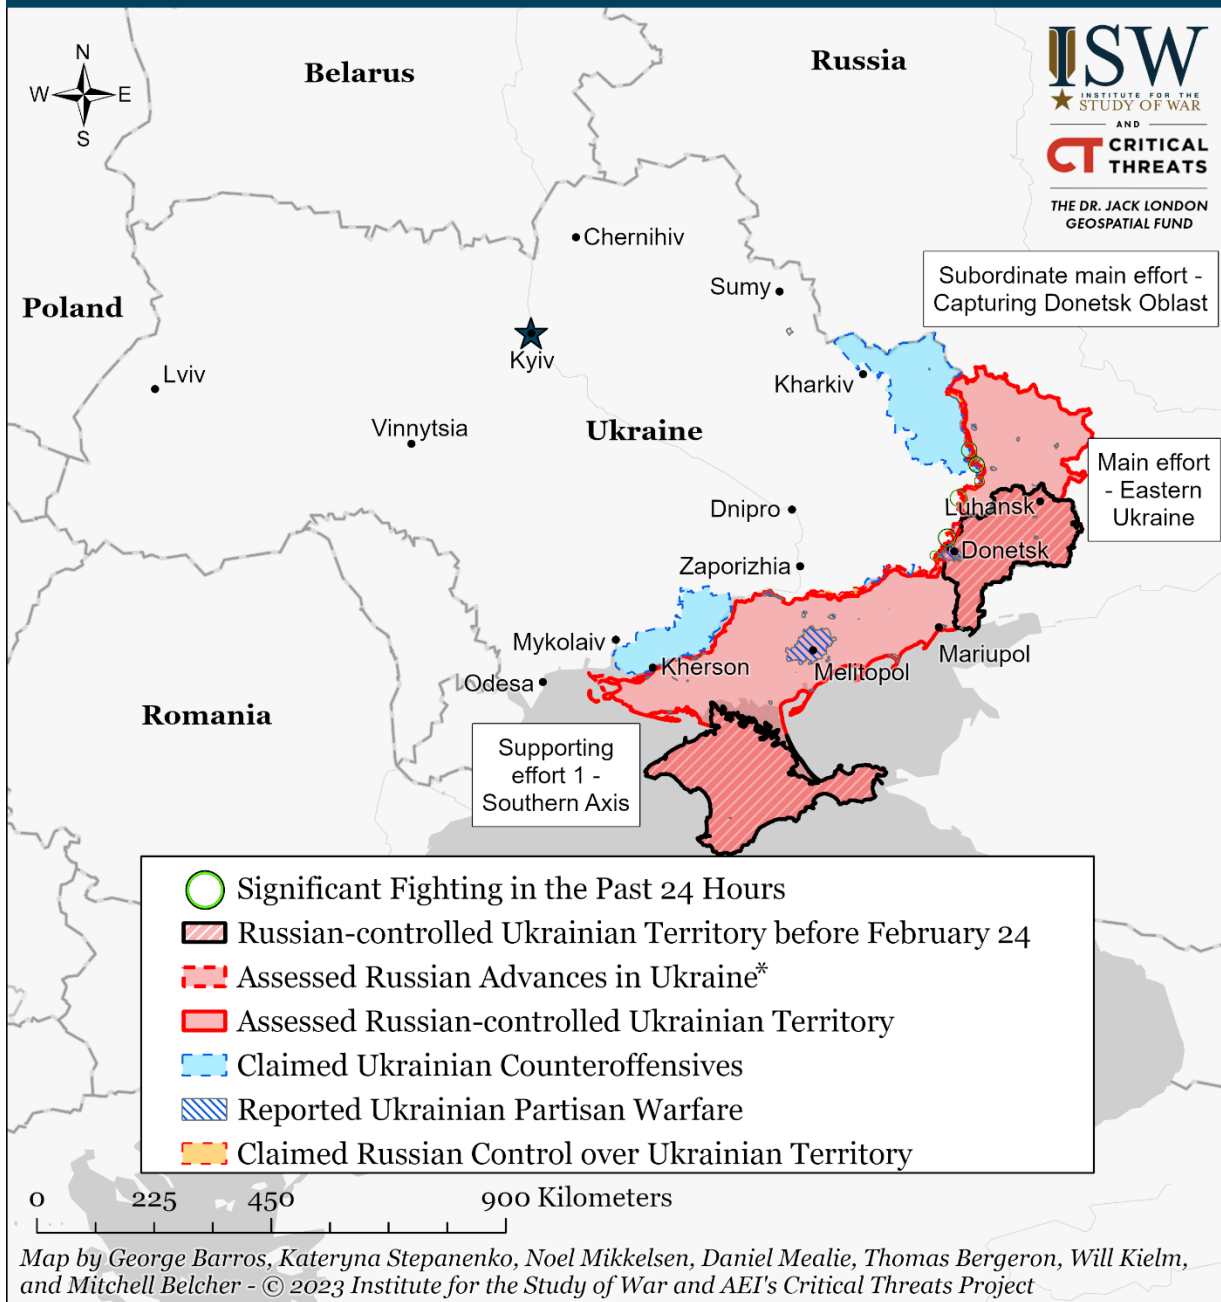 N
W
E
S
Belarus
Russia
ISW
INSTITUTE FOR THE
STUDY OF WAR
AND
CT CRITICAL
THREATS
THE DR. JACK LONDON
GEOSPATIAL FUND
Chernihiv
Subordinate main effort -
Capturing Donetsk Oblast
Sumy
Poland
Kyiv
Lviv
Kharkiv
Vinnytsia
Ukraine
Main effort
- Eastern
Ukraine
Dnipro
Luhansk
Donetsk
Zaporizhia
Mykolaiv
Mariupol
Kherson
Melitopol
Odesa
Romania
Supporting
effort 1 -
Southern Axis
Significant Fighting in the Past 24 Hours
Russian-controlled Ukrainian Territory before February 24
Assessed Russian Advances in Ukraine*
Assessed Russian-controlled Ukrainian Territory
Claimed Ukrainian Counteroffensives
Reported Ukrainian Partisan Warfare
Claimed Russian Control over Ukrainian Territory
0 225 450 900 Kilometers
Map by George Barros, Kateryna Stepanenko, Noel Mikkelsen, Daniel Mealie, Thomas Bergeron, Will Kielm,
and Mitchell Belcher - © 2023 Institute for the Study of War and AEI's Critical Threats Project